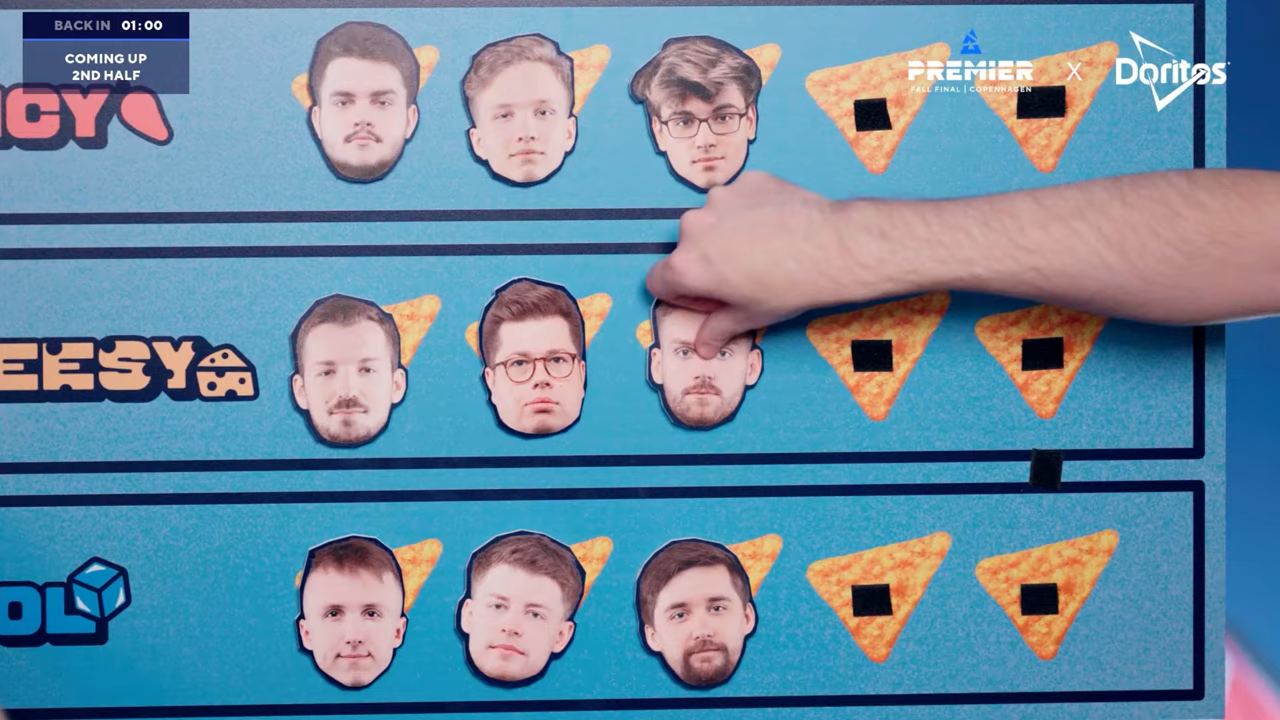 BACK IN 01:00
COMING UP
2ND HALF
PREMIER X Doritos
FALL FINAL | COPENHAGEN
ICY
EESY
OL